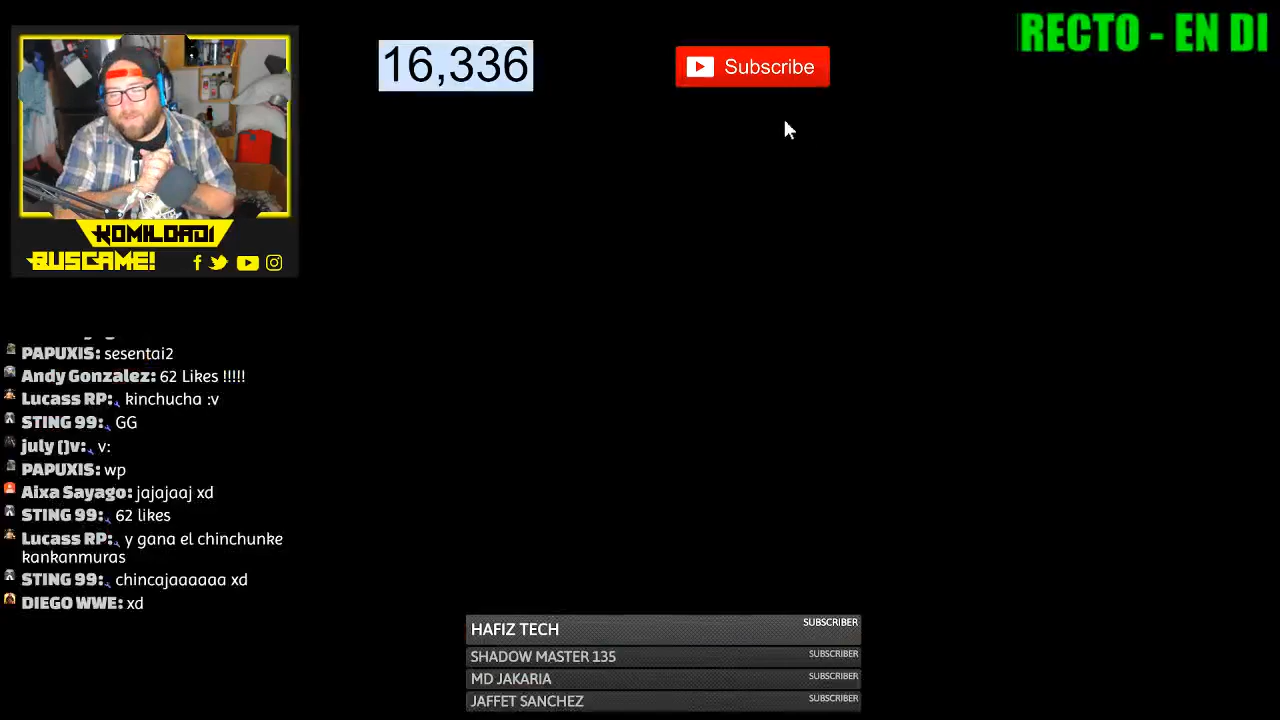 RECTO - EN DI
16,336
Subscribe
KOMILOADI
BUSCAME!
PAPUXIS: sesentai2
Andy Gonzalez: 62 Likes !!!!!
Lucass RP: kinchucha :v
STING 99: GG
july ()v: v:
PAPUXIS: wp
Aixa Sayago: jajajaaj xd
STING 99: 62 likes
Lucass RP: y gana el chinchunke
kankanmuras
STING 99: chincajaaaaaa xd
DIEGO WWE: xd
HAFIZ TECH SUBSCRIBER
SHADOW MASTER 135 SUBSCRIBER
MD JAKARIA SUBSCRIBER
JAFFET SANCHEZ SUBSCRIBER